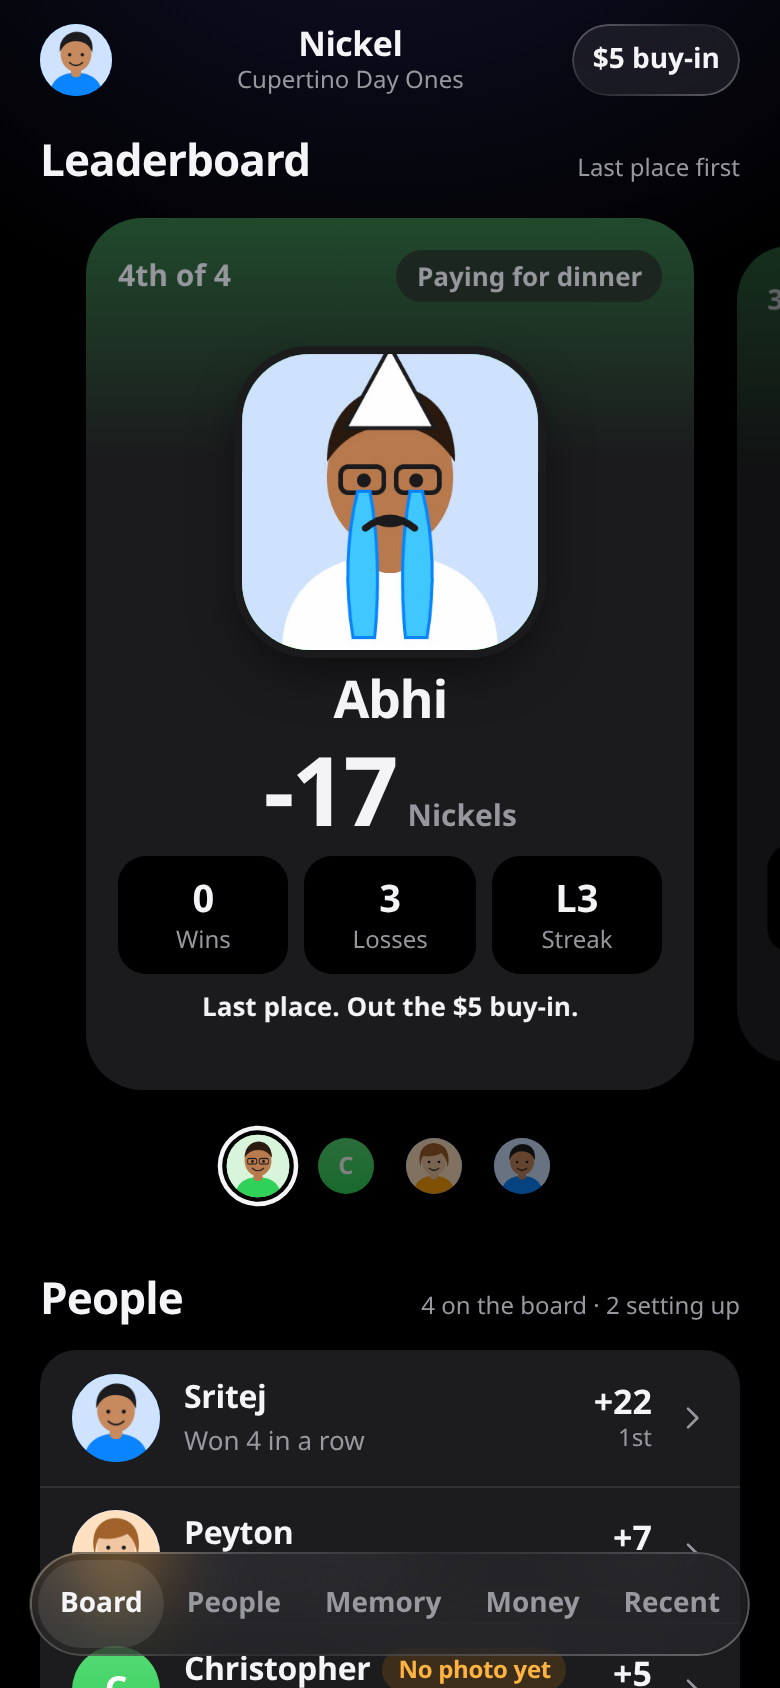 Nickel
Cupertino Day Ones
$5 buy-in
Leaderboard
Last place first
4th of 4
Paying for dinner
3
Abhi
-17 Nickels
0
Wins
3
Losses
L3
Streak
Last place. Out the $5 buy-in.
C
People
4 on the board · 2 setting up
Sritej
Won 4 in a row
+22
1st
Peyton
+7
Board
People
Memory
Money
Recent
C
Christopher
No photo yet
+5